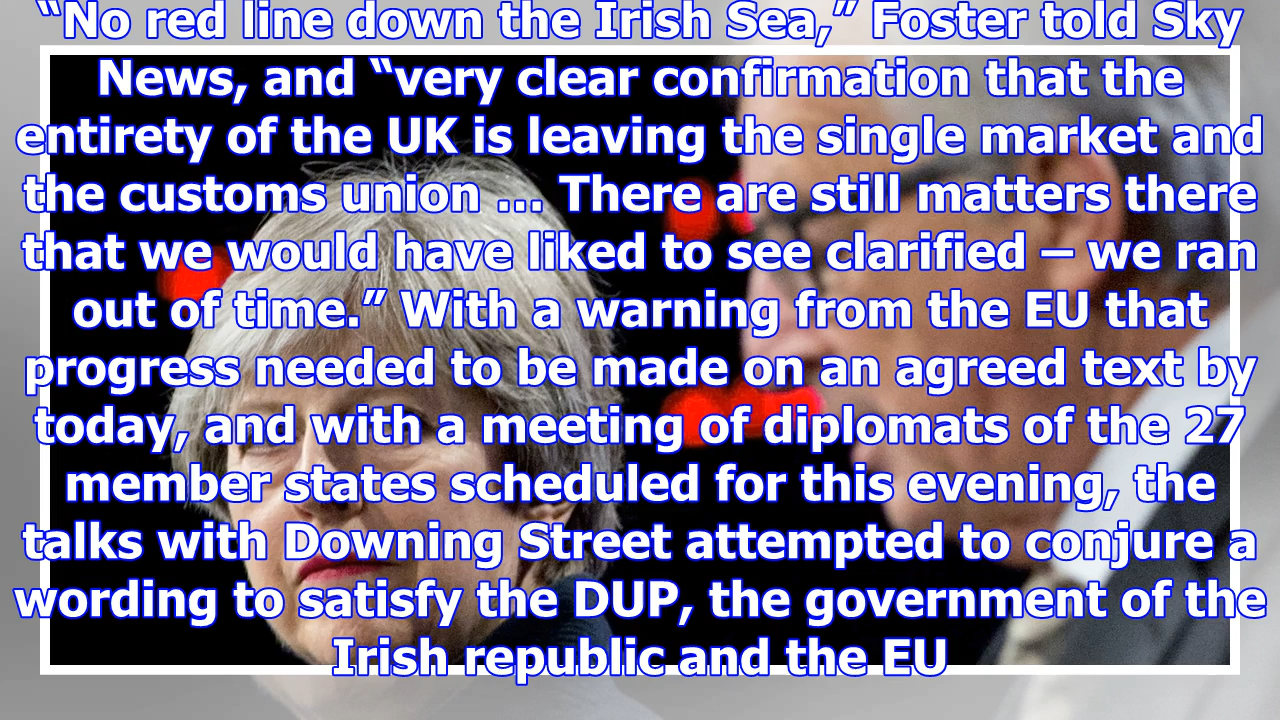 “No red line down the Irish Sea,” Foster told Sky
News, and “very clear confirmation that the
entirety of the UK is leaving the single market and
the customs union ... There are still matters there
that we would have liked to see clarified – we ran
out of time.” With a warning from the EU that
progress needed to be made on an agreed text by
today, and with a meeting of diplomats of the 27
member states scheduled for this evening, the
talks with Downing Street attempted to conjure a
wording to satisfy the DUP, the government of the
Irish republic and the EU